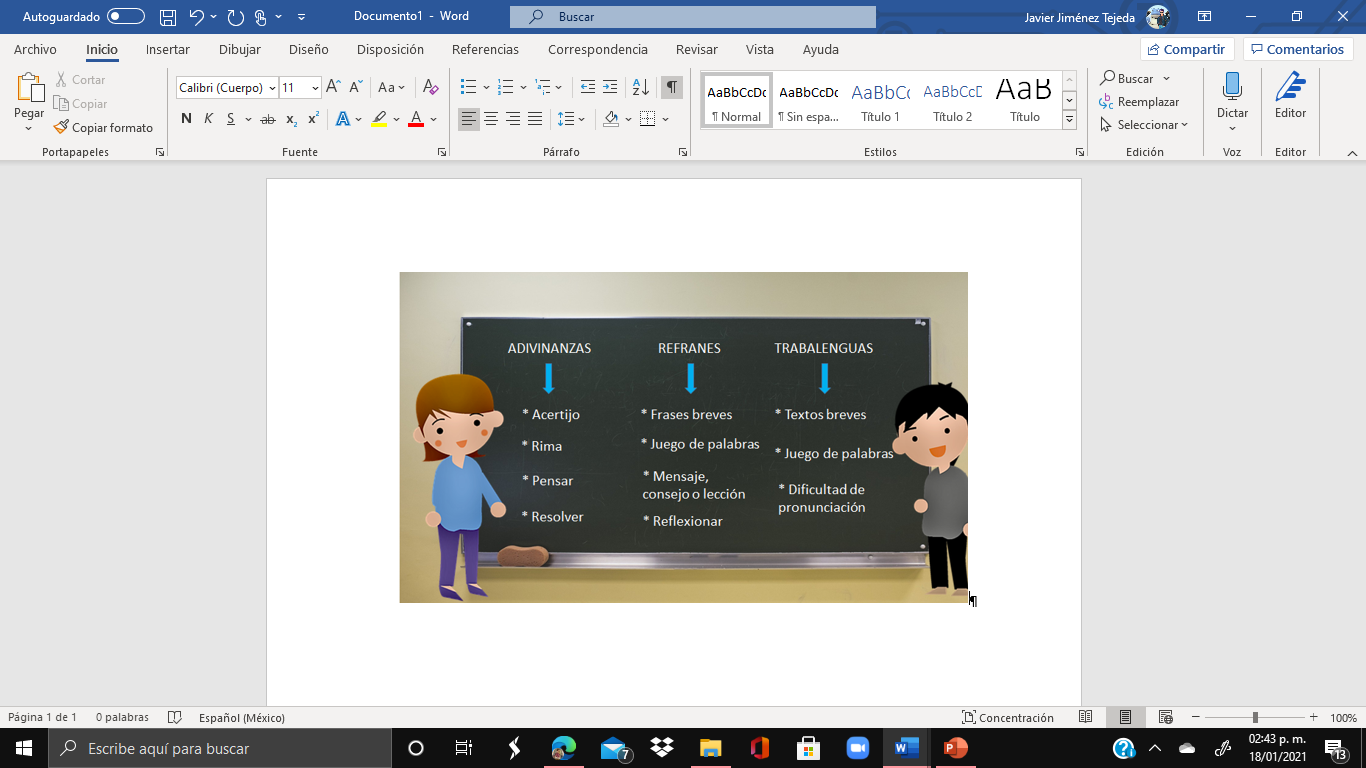 Autoguardado
Documento1 - Word
Buscar
Javier Jiménez Tejeda
Archivo Inicio Insertar Dibujar Diseño Disposición Referencias Correspondencia Revisar Vista Ayuda
Compartir Comentarios
Pegar
Cortar
Copiar
Copiar formato
Portapapeles
Calibri (Cuerpo) 11
N K S ab x₂ x² A A
Fuente
Párrafo
AaBbCcDc AaBbCcDc AaBbCc AaBbCcD AaB
¶ Normal ¶ Sin espa... Título 1 Título 2 Título
Estilos
Buscar
Reemplazar
Seleccionar
Edición
Dictar
Voz
Editor
Editor
ADIVINANZAS
* Acertijo
* Rima
* Pensar
* Resolver
REFRANES
* Frases breves
* Juego de palabras
* Mensaje,
consejo o lección
* Reflexionar
TRABALENGUAS
* Textos breves
* Juego de palabras
* Dificultad de
pronunciación
¶
Página 1 de 1 0 palabras Español (México) Concentración 100%
Escribe aquí para buscar
7
02:43 p. m.
18/01/2021
13